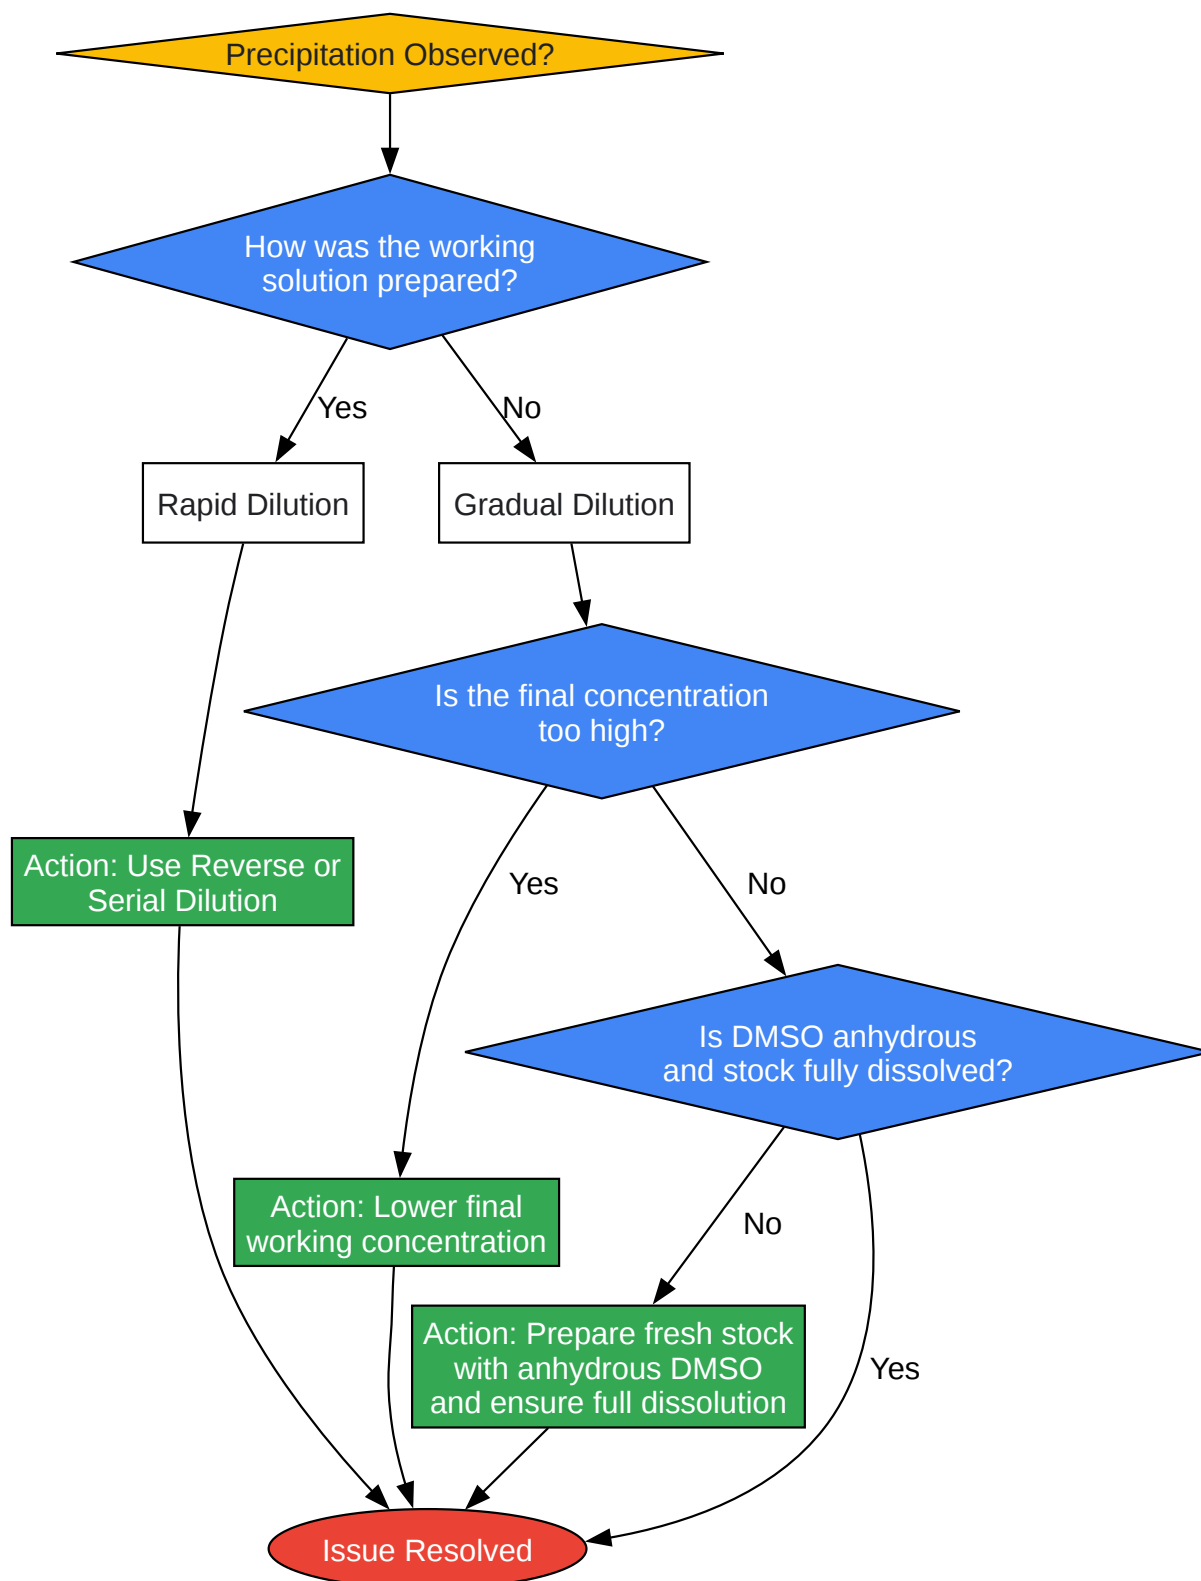 Precipitation Observed?
How was the working
solution prepared?
Yes
No
Rapid Dilution
Gradual Dilution
Is the final concentration
too high?
Action: Use Reverse or
Serial Dilution
Yes
No
Is DMSO anhydrous
and stock fully dissolved?
Action: Lower final
working concentration
No
Action: Prepare fresh stock
with anhydrous DMSO
and ensure full dissolution
Yes
Issue Resolved